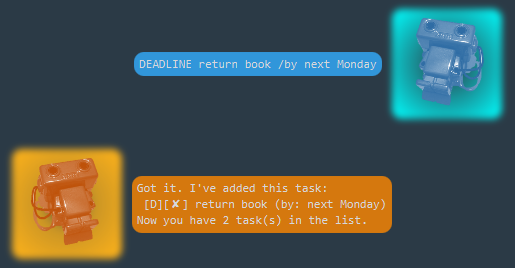 DEADLINE return book /by next Monday
Got it. I've added this task:
[D][✘] return book (by: next Monday)
Now you have 2 task(s) in the list.